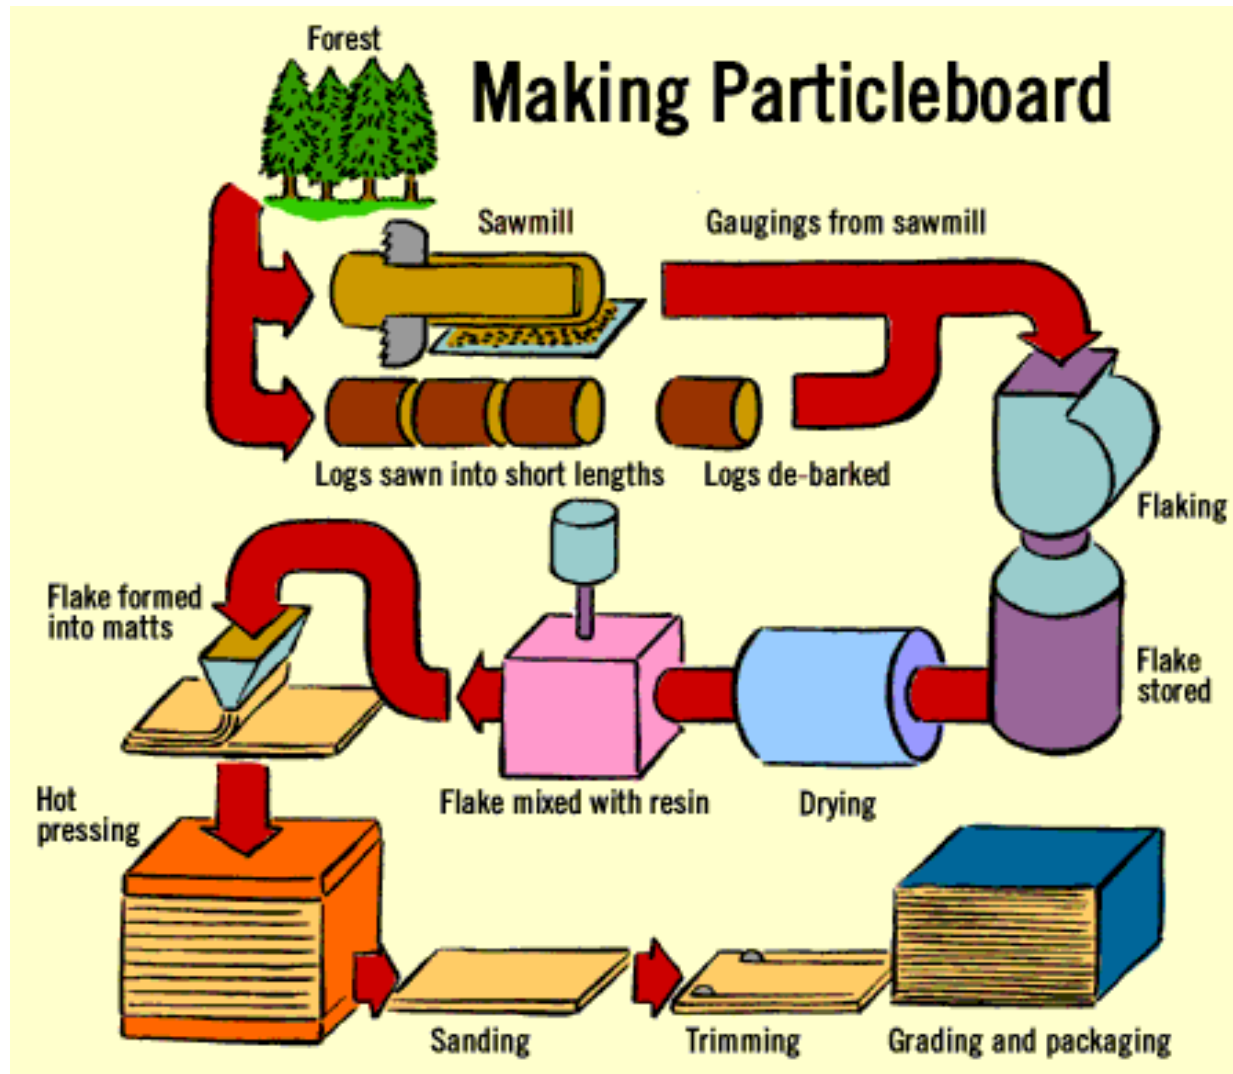 Forest
Making Particleboard
Sawmill
Gaugings from sawmill
Logs sawn into short lengths
Logs de-barked
Flaking
Flake formed
into matts
Flake
stored
Flake mixed with resin
Drying
Hot
pressing
Sanding
Trimming
Grading and packaging